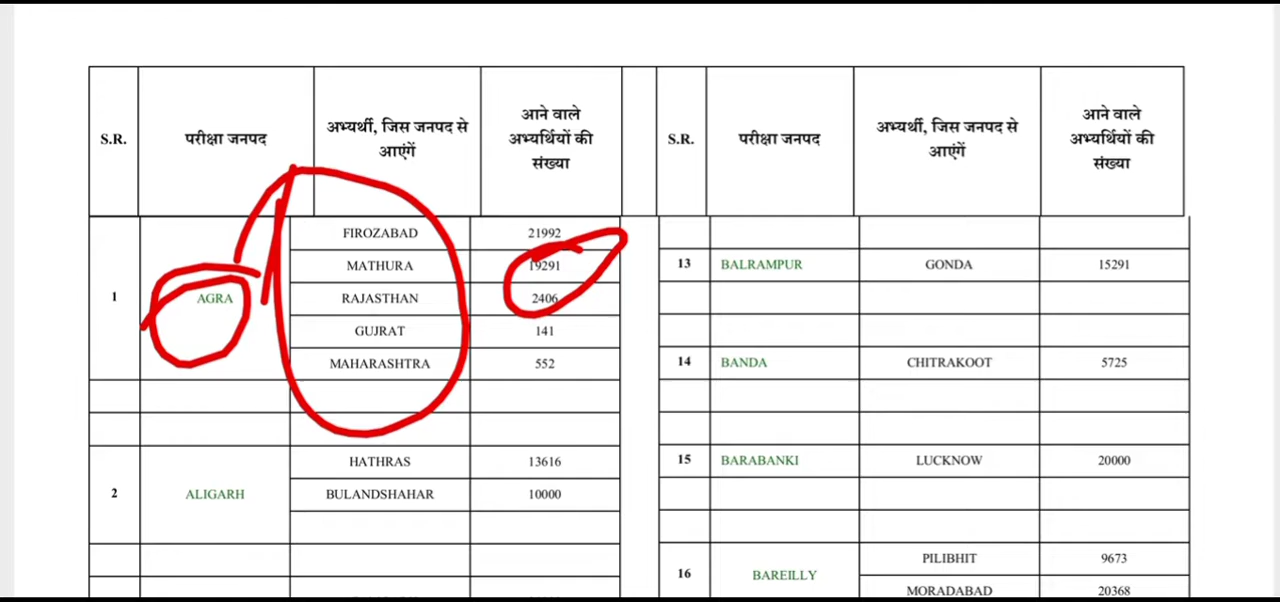 S.R. परीक्षा जनपद अभ्यर्थी, जिस जनपद से आएंगें आने वाले अभ्यर्थियों की संख्या
1 AGRA FIROZABAD 21992
MATHURA 19291
RAJASTHAN 2406
GUJRAT 141
MAHARASHTRA 552
2 ALIGARH HATHRAS 13616
BULANDSHAHAR 10000
S.R. परीक्षा जनपद अभ्यर्थी, जिस जनपद से आएंगें आने वाले अभ्यर्थियों की संख्या
13 BALRAMPUR GONDA 15291
14 BANDA CHITRAKOOT 5725
15 BARABANKI LUCKNOW 20000
16 BAREILLY PILIBHIT 9673
MORADABAD 20368